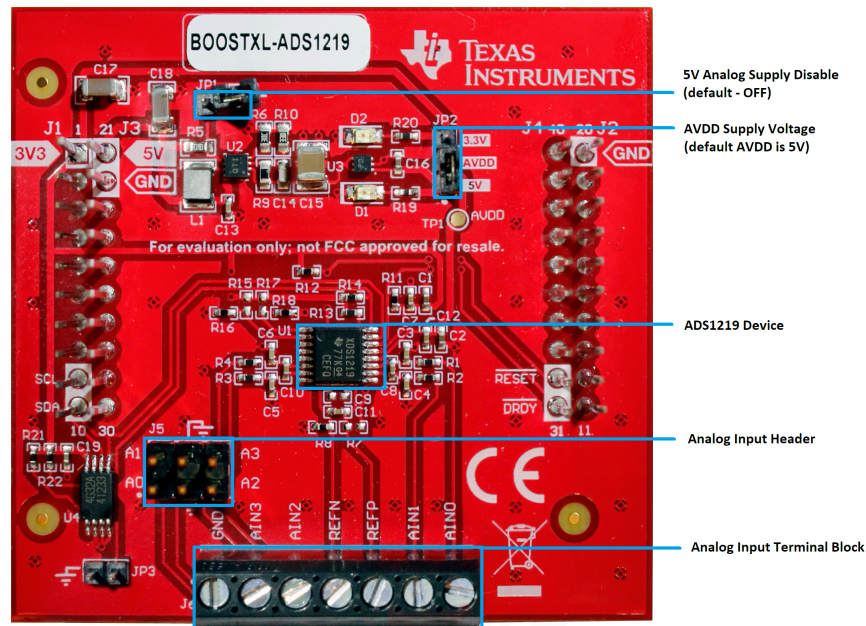 BOOSTXL-ADS1219
TEXAS
INSTRUMENTS
5V Analog Supply Disable
(default - OFF)
AVDD Supply Voltage
(default AVDD is 5V)
C17
C18
JP1
J1 1 21 J3
3V3
5V
GND
R5
R6 R10
U2
U3
D2
R20
JP2
3.3V
AVDD
5V
C16
J4 40 20 J2
GND
L1
C13
R9 C14 C15
D1
R19
TP1
AVDD
For evaluation only; not FCC approved for resale.
R12
R15 R17
R14
R11 C1
R16
R18
R13
U1
C7
C12
C6
C3
C2
ADS1219 Device
XDS1219
CEFQ
R4
R3
C5
C10
C8
C4
R1
R2
C9
C11
R8 R7
SCL
SDA
10 30
RESET
DRDY
31 11
R21
C19
R22
U4
4G32A
41233
J5
A1
A3
A0
A2
Analog Input Header
CE
GND
AIN3
AIN2
REFN
REFP
AIN1
AIN0
JP3
J6
Analog Input Terminal Block